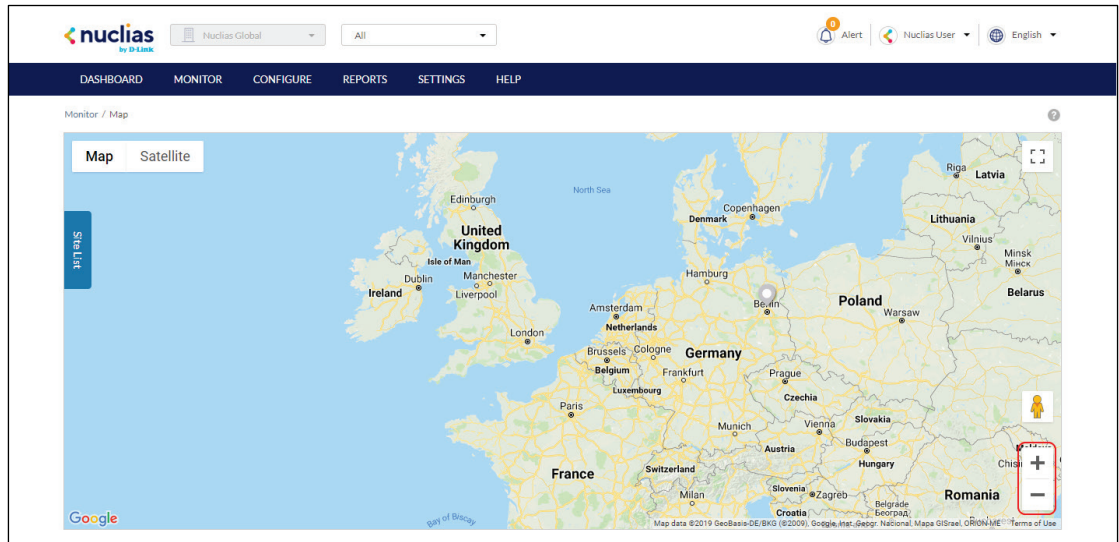 nuclias
by D-Link
Nuclias Global
All
0
Alert
Nuclias User
English
DASHBOARD MONITOR CONFIGURE REPORTS SETTINGS HELP
Monitor / Map
?
Map Satellite
Site List
North Sea
Edinburgh
United
Kingdom
Isle of Man
Dublin
Ireland
Manchester
Liverpool
London
Copenhagen
Denmark
Riga
Latvia
Lithuania
Vilnius
Minsk
Мінск
Belarus
Hamburg
Berlin
Poland
Warsaw
Amsterdam
Netherlands
Brussels
Cologne
Germany
Belgium
Frankfurt
Luxembourg
Prague
Czechia
Paris
Munich
Vienna
Slovakia
Austria
Budapest
Hungary
France
Switzerland
Milan
Slovenia
Zagreb
Croatia
Belgrade
Београд
Romania
Bay of Biscay
+
−
Google
Map data ©2019 GeoBasis-DE/BKG (©2009), Google, Inst. Geogr. Nacional, Mapa GISrael, ORION-ME
Terms of Use